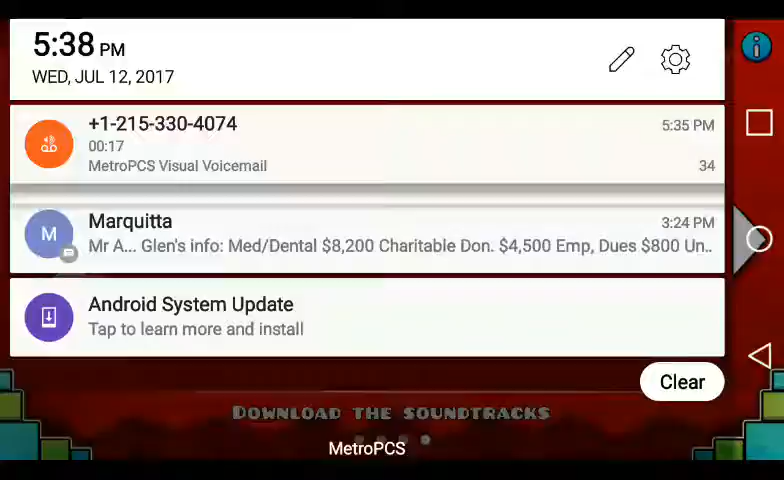 5:38 PM
WED, JUL 12, 2017
+1-215-330-4074
5:35 PM
00:17
MetroPCS Visual Voicemail
34
M
Marquitta
3:24 PM
Mr A... Glen's info: Med/Dental $8,200 Charitable Don. $4,500 Emp, Dues $800 Un..
Android System Update
Tap to learn more and install
Clear
DOWNLOAD THE SOUNDTRACKS
MetroPCS